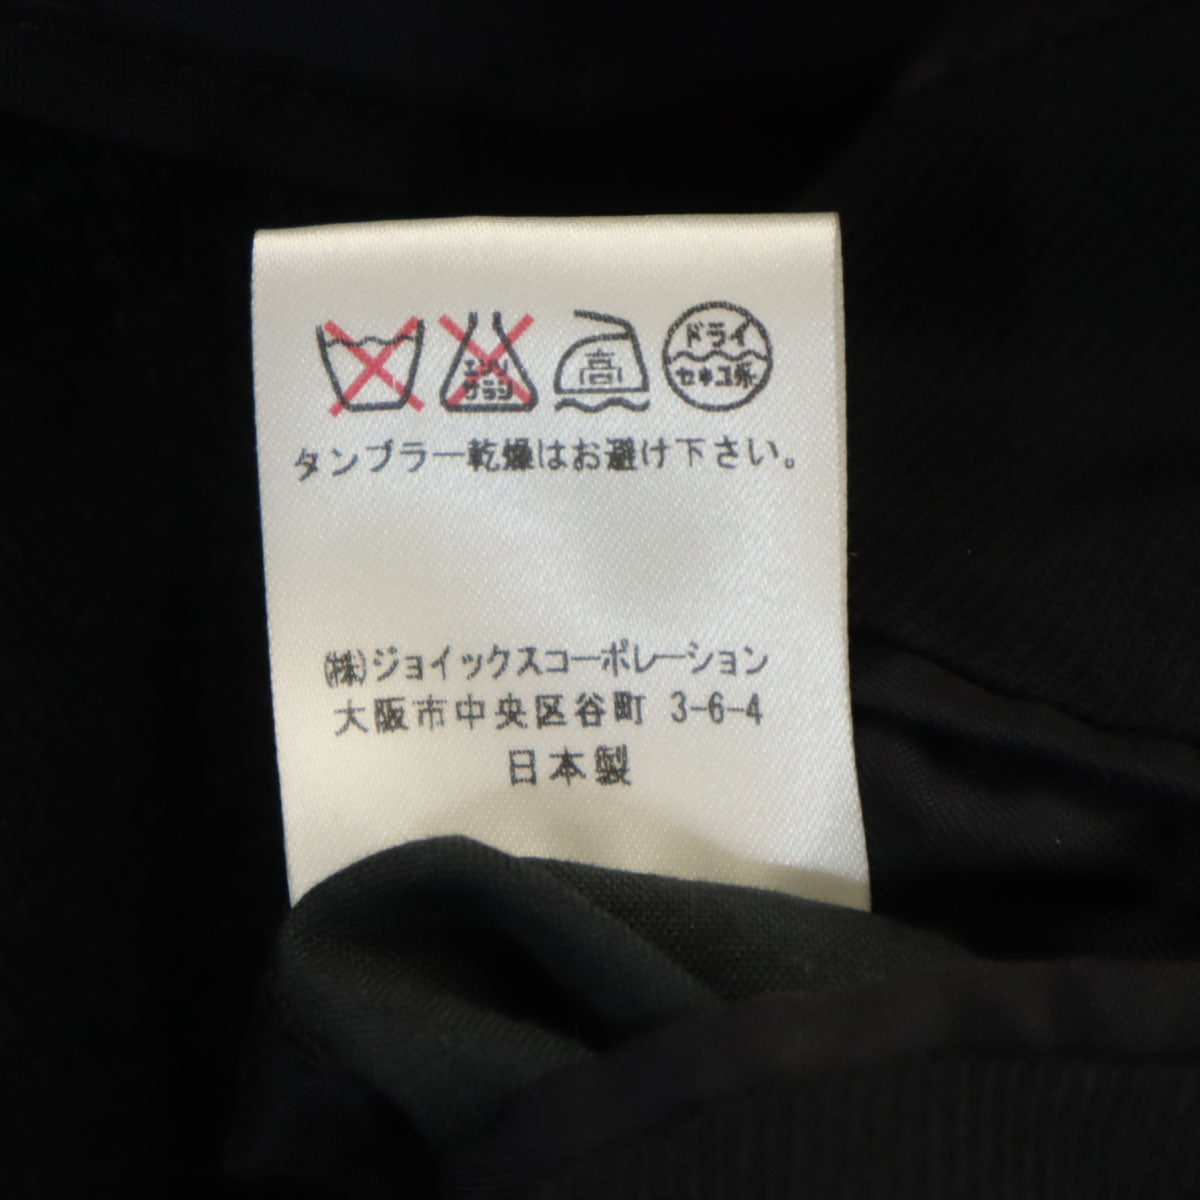 エンソ
サラシ
高
ドライ
セキユ系
タンブラー乾燥はお避け下さい。
(株)ジョイックスコーポレーション
大阪市中央区谷町 3-6-4
日本製